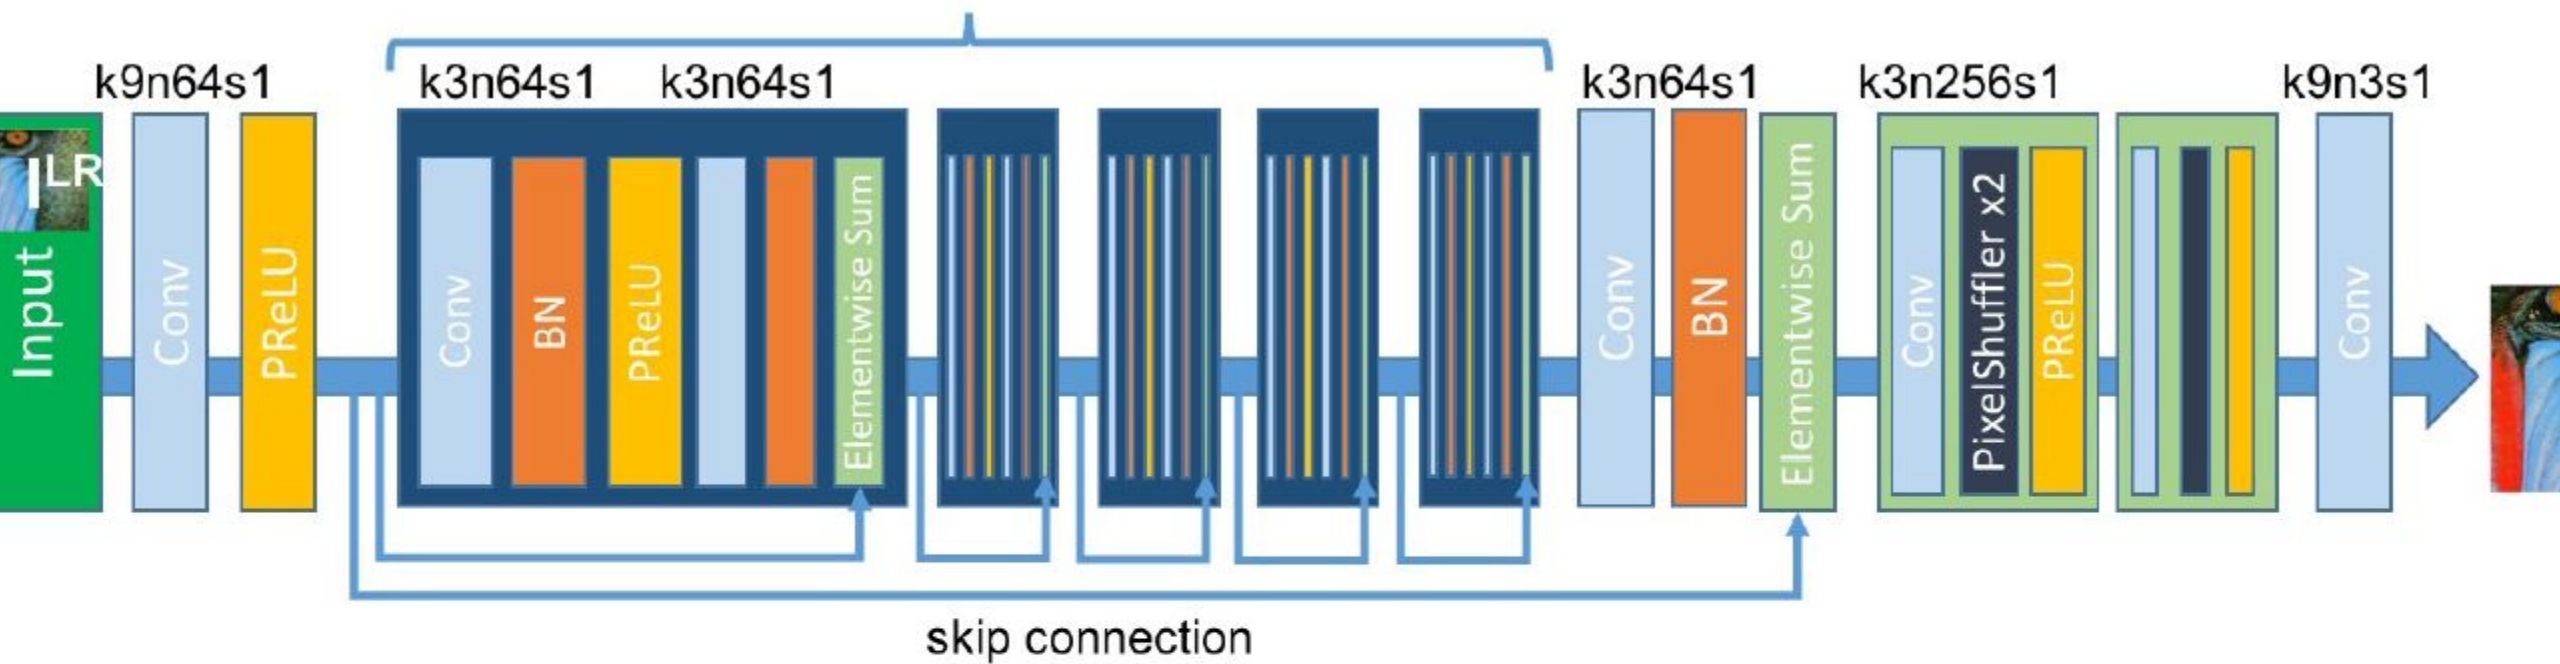 k9n64s1
k3n64s1
k3n64s1
k3n64s1
k3n256s1
k9n3s1
I^LR
Input
Conv
PReLU
Conv
BN
PReLU
Elementwise Sum
Conv
BN
Elementwise Sum
Conv
PixelShuffler x2
PReLU
Conv
skip connection